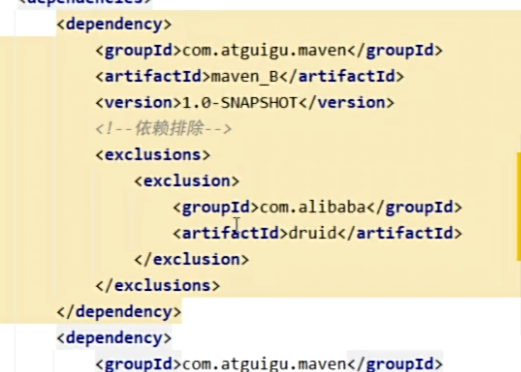 <dependencies>
<dependency>
<groupId>com.atguigu.maven</groupId>
<artifactId>maven_B</artifactId>
<version>1.0-SNAPSHOT</version>
<!--依赖排除-->
<exclusions>
<exclusion>
<groupId>com.alibaba</groupId>
<artifactId>druid</artifactId>
</exclusion>
</exclusions>
</dependency>
<dependency>
<groupId>com.atguigu.maven</groupId>